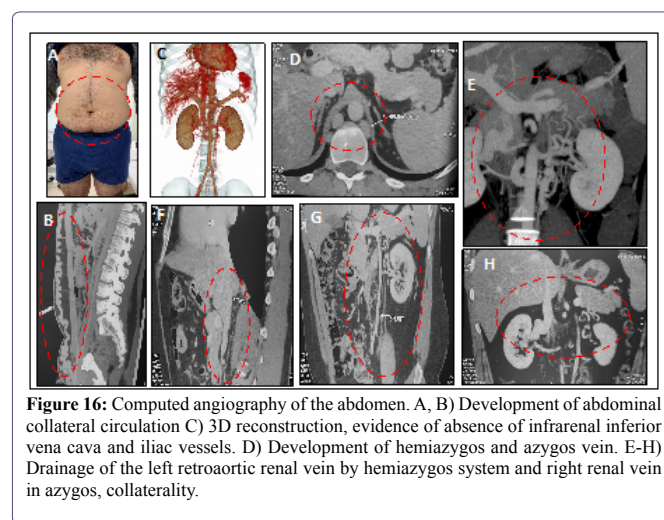 A
C
D
E
B
F
G
H
Figure 16: Computed angiography of the abdomen. A, B) Development of abdominal
collateral circulation C) 3D reconstruction, evidence of absence of infrarenal inferior
vena cava and iliac vessels. D) Development of hemiazygos and azygos vein. E-H)
Drainage of the left retroaortic renal vein by hemiazygos system and right renal vein
in azygos, collaterality.